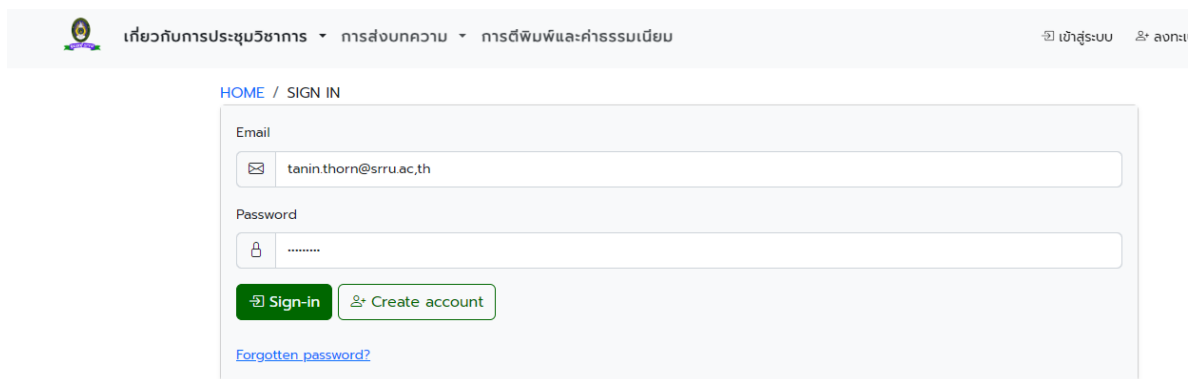 เกี่ยวกับการประชุมวิชาการ การส่งบทความ การตีพิมพ์และค่าธรรมเนียม เข้าสู่ระบบ
HOME / SIGN IN
Email
tanin.thorn@srru.ac,th
Password
Sign-in Create account
Forgotten password?